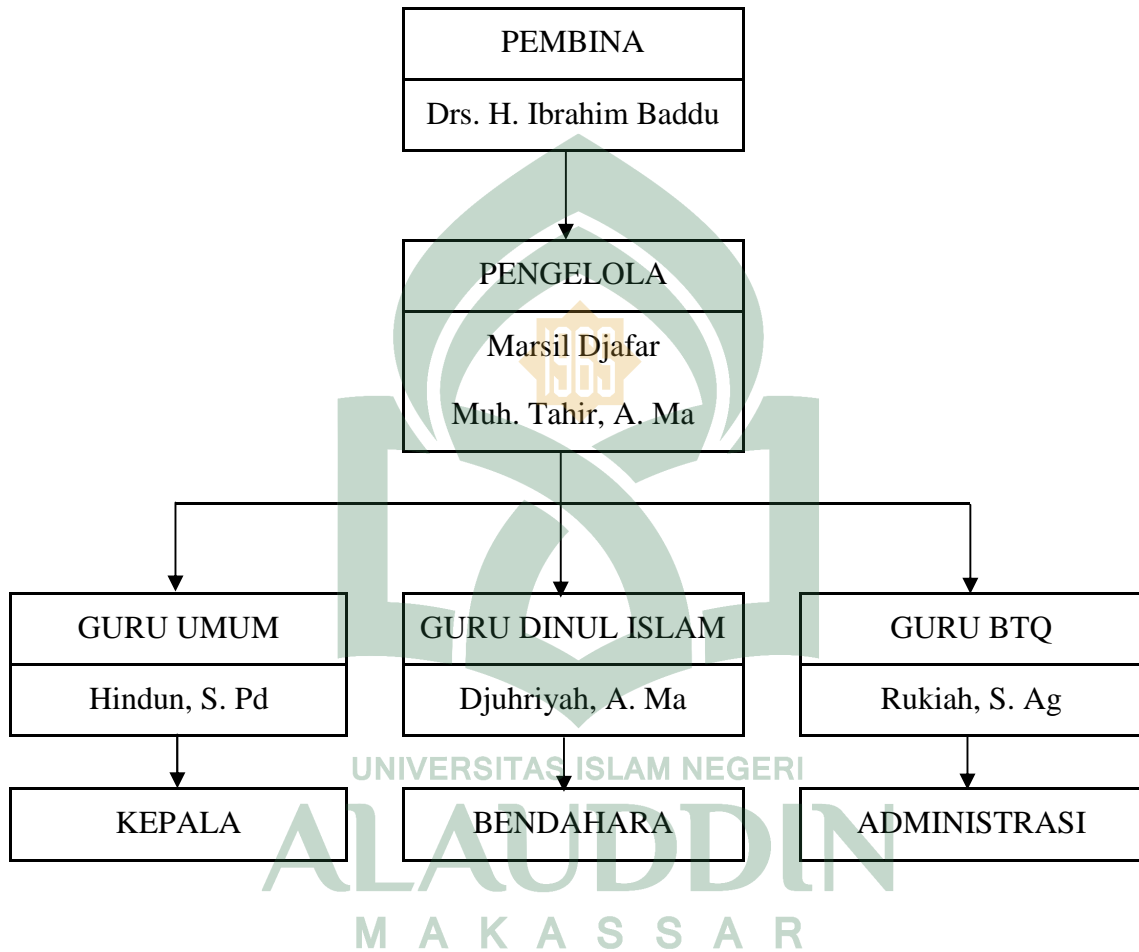 PEMBINA
Drs. H. Ibrahim Baddu
PENGELOLA
Marsil Djafar
1965
Muh. Tahir, A. Ma
GURU UMUM
GURU DINUL ISLAM
GURU BTQ
Hindun, S. Pd
Djuhriyah, A. Ma
Rukiah, S. Ag
UNIVERSITAS ISLAM NEGERI
KEPALA
BENDAHARA
ADMINISTRASI
ALAUDDIN
MAKASSAR